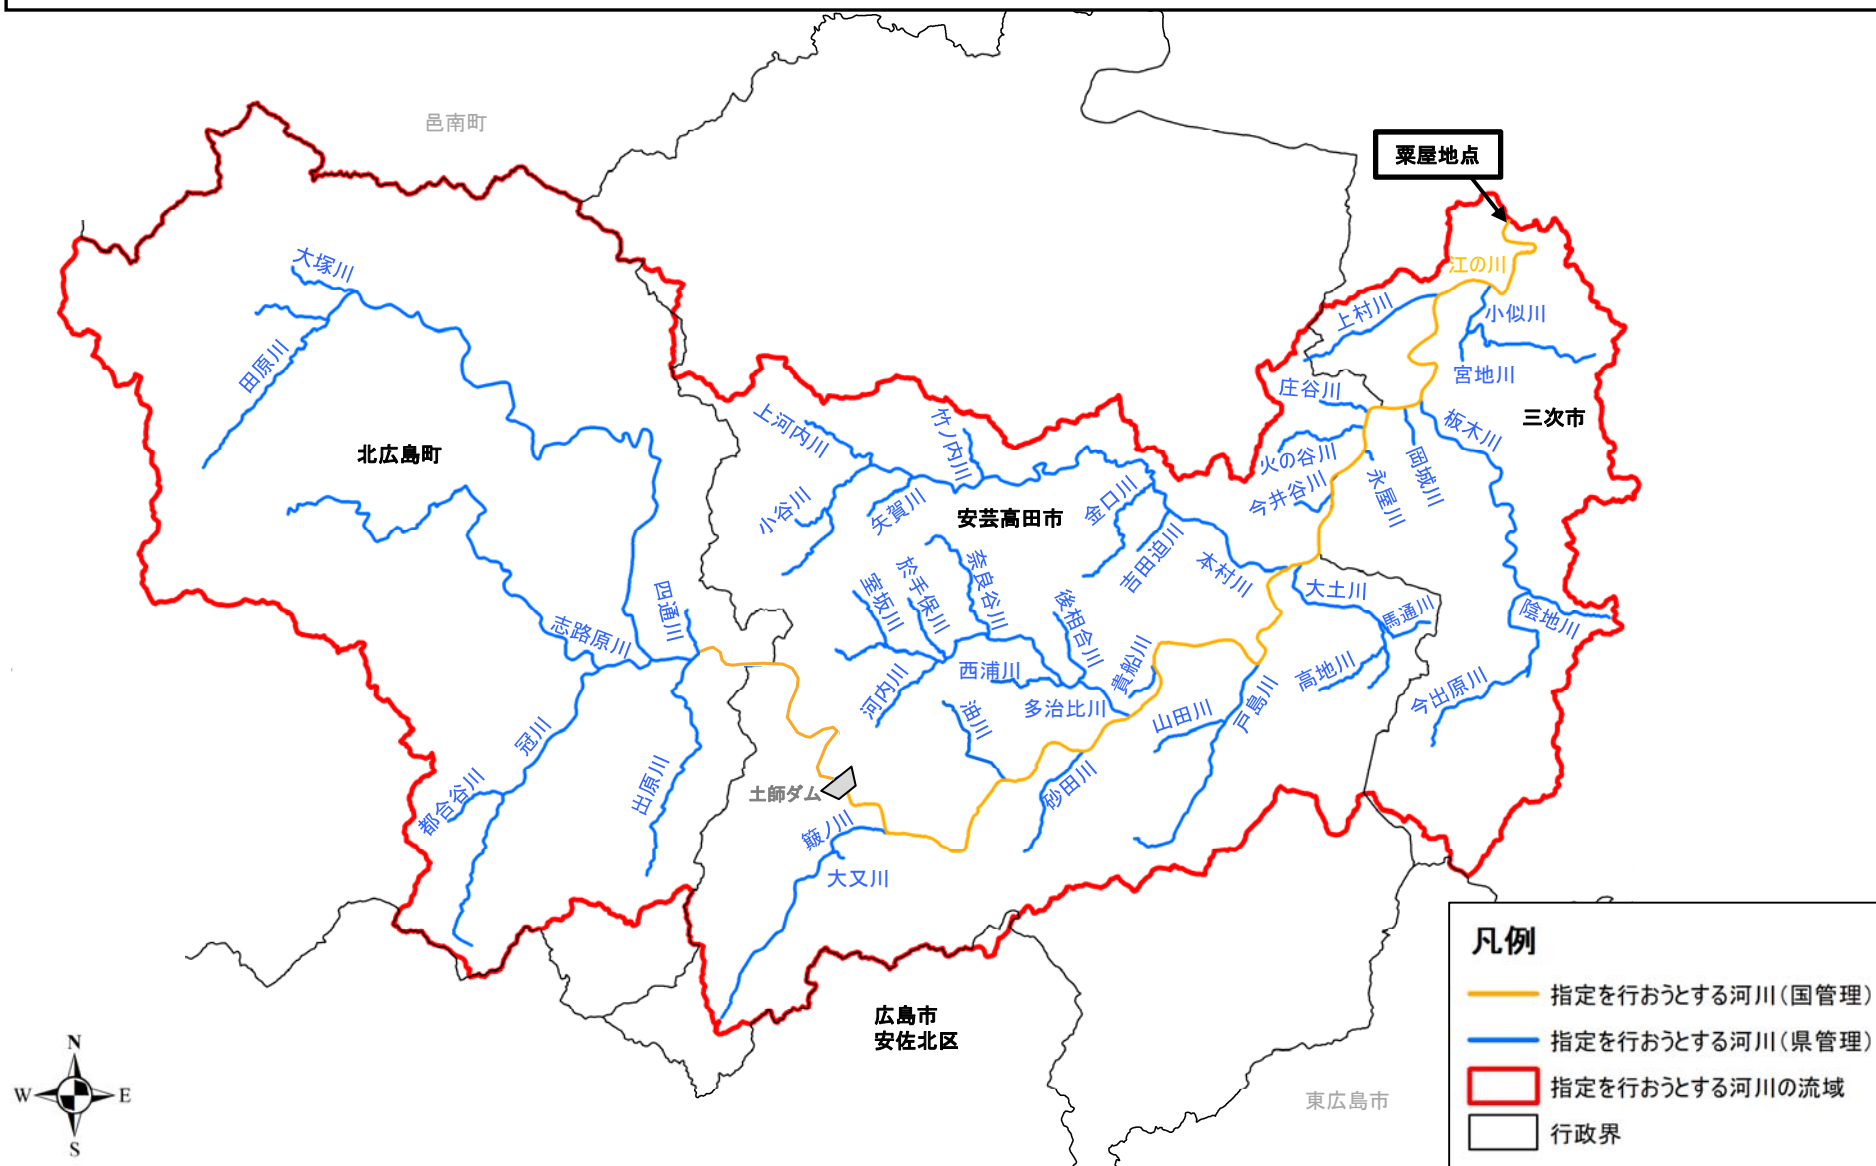 邑南町
粟屋地点
江の川
大塚川
上村川
小似川
田原川
宮地川
庄谷川
三次市
上河内川
竹ノ内川
板木川
北広島町
火の谷川
岡城川
小谷川
矢賀川
金口川
今井谷川
永屋川
安芸高田市
吉田迫川
本村川
奈良谷川
於手保川
室坂川
後相合川
大土川
馬通川
陰地川
四通川
志路原川
西浦川
貴船川
高地川
河内川
多治比川
山田川
戸島川
今出原川
油川
冠川
出原川
土師ダム
砂田川
都合谷川
簸ノ川
大又川
広島市
安佐北区
東広島市
凡例
指定を行おうとする河川(国管理)
指定を行おうとする河川(県管理)
指定を行おうとする河川の流域
行政界
N
W
E
S